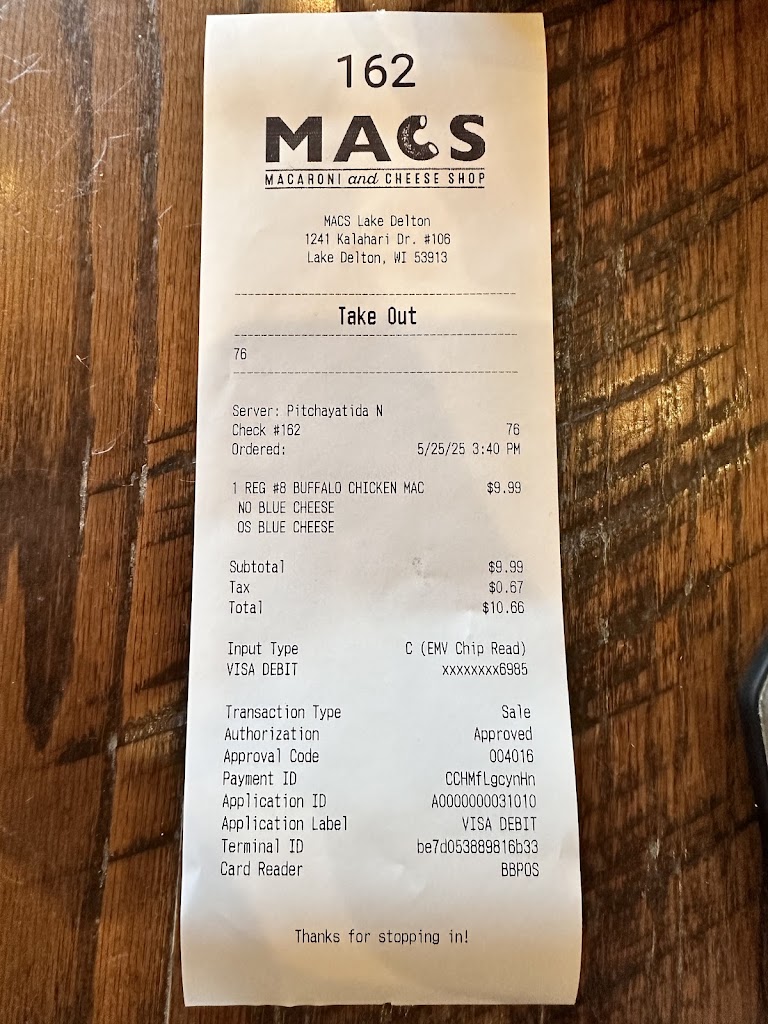 162
MACS
MACARONI and CHEESE SHOP
MACS Lake Delton
1241 Kalahari Dr. #106
Lake Delton, WI 53913
Take Out
76
Server: Pitchayatida N
Check #162 76
Ordered: 5/25/25 3:40 PM
1 REG #8 BUFFALO CHICKEN MAC $9.99
NO BLUE CHEESE
OS BLUE CHEESE
Subtotal $9.99
Tax $0.67
Total $10.66
Input Type C (EMV Chip Read)
VISA DEBIT xxxxxxxx6985
Transaction Type Sale
Authorization Approved
Approval Code 004016
Payment ID CCHMfLgcynHn
Application ID A0000000031010
Application Label VISA DEBIT
Terminal ID be7d053889816b33
Card Reader BBPOS
Thanks for stopping in!